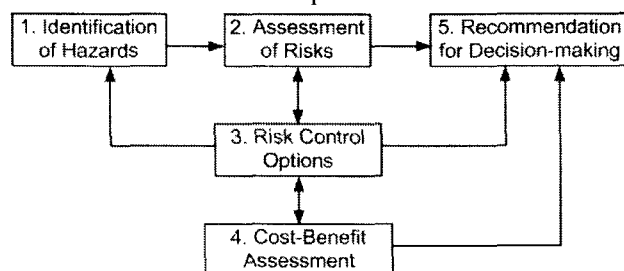 1. Identification
of Hazards
2. Assessment
of Risks
5. Recommendation
for Decision-making
3. Risk Control
Options
4. Cost-Benefit
Assessment